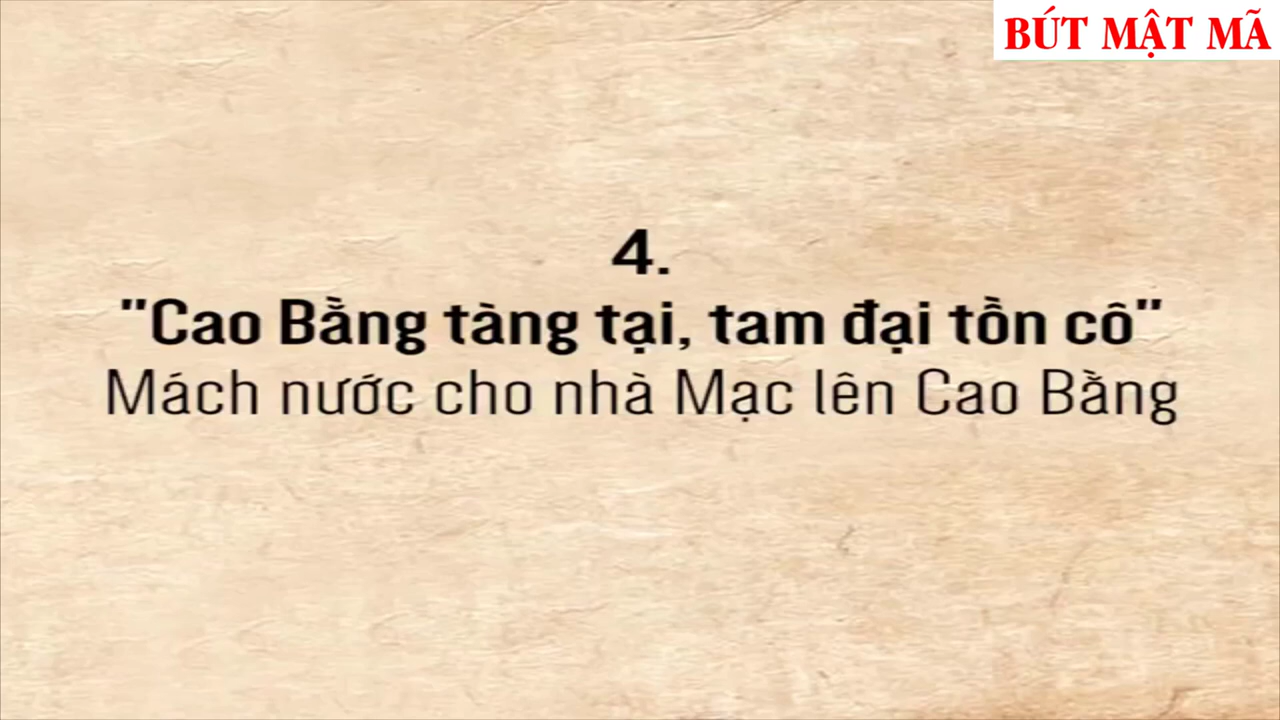 BÚT MẬT MÃ
4.
"Cao Bằng tàng tại, tam đại tồn cô"
Mách nước cho nhà Mạc lên Cao Bằng